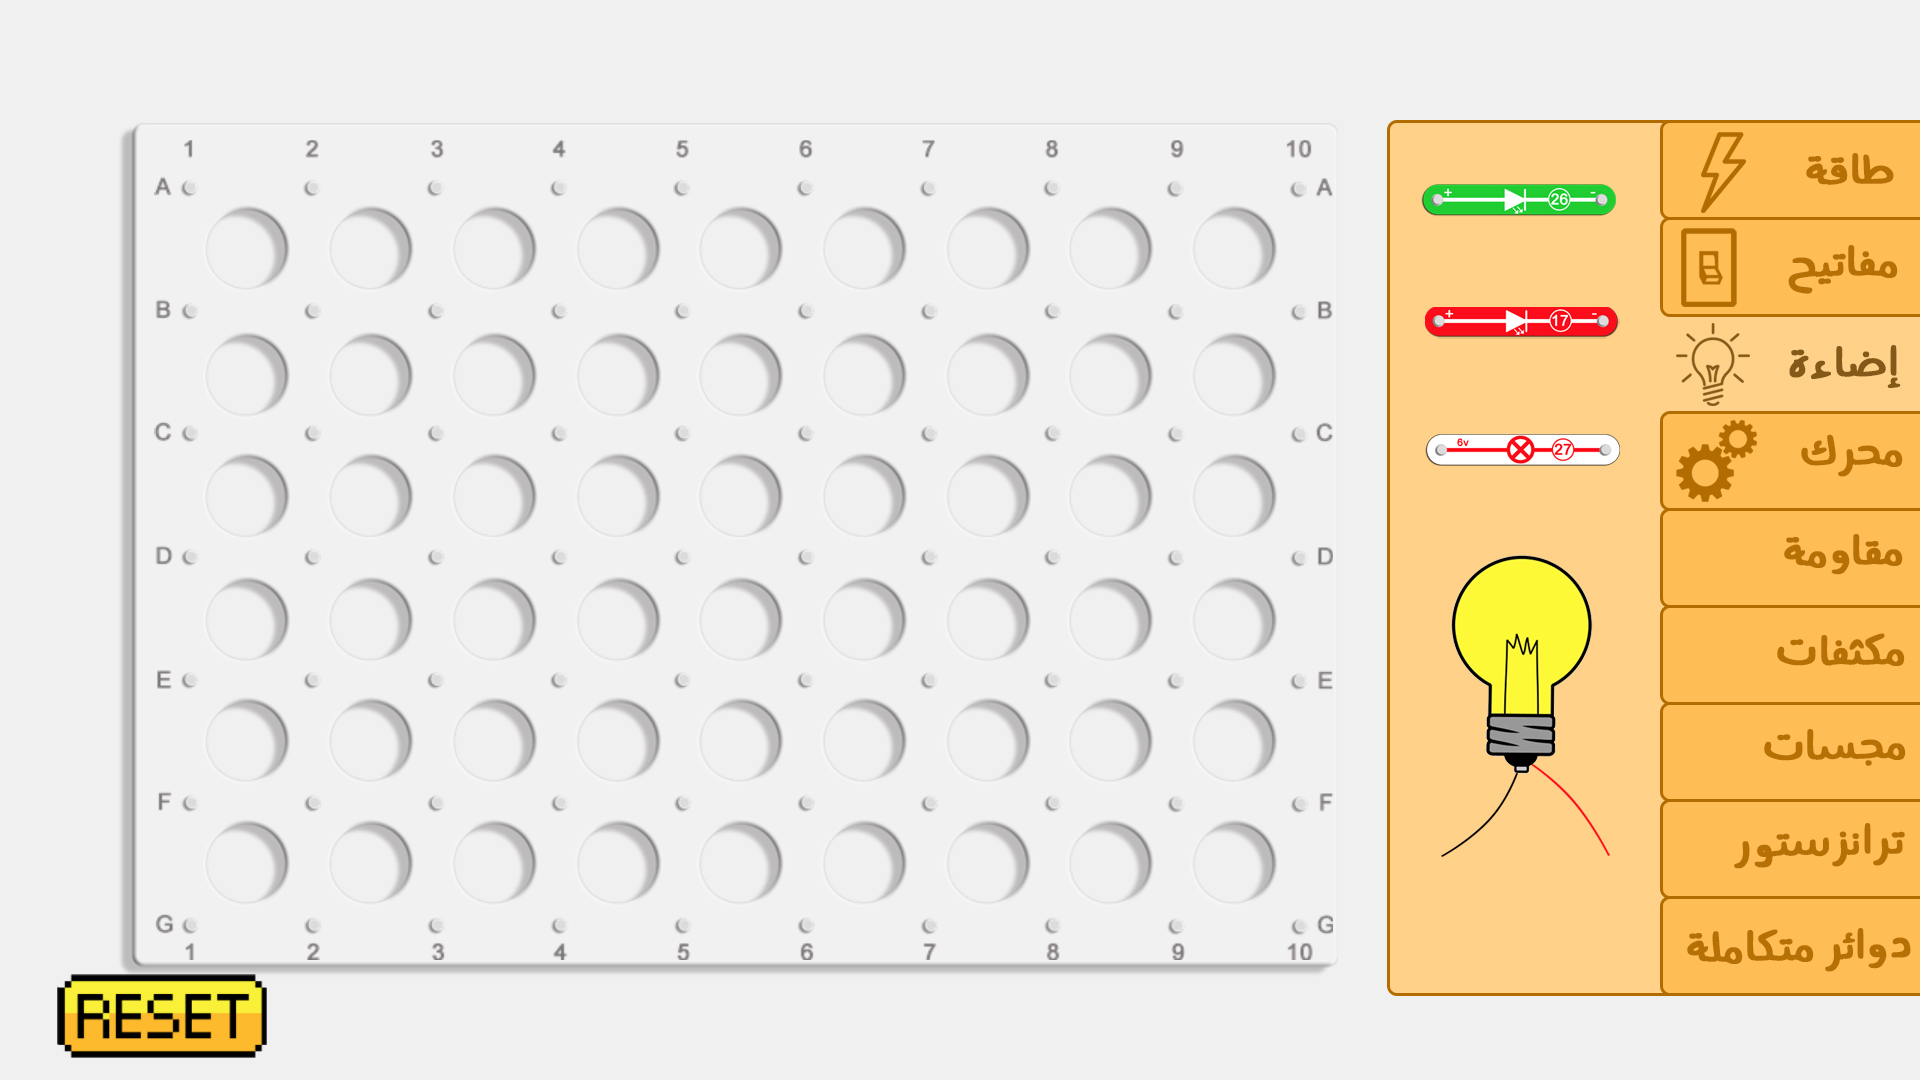 1 2 3 4 5 6 7 8 9 10
A A
B B
C C
D D
E E
F F
G G
1 2 3 4 5 6 7 8 9 10
RESET
+ 26 -
+ 17 -
6v 27
طاقة
مفاتيح
إضاءة
محرك
مقاومة
مكثفات
مجسات
ترانزستور
دوائر متكاملة